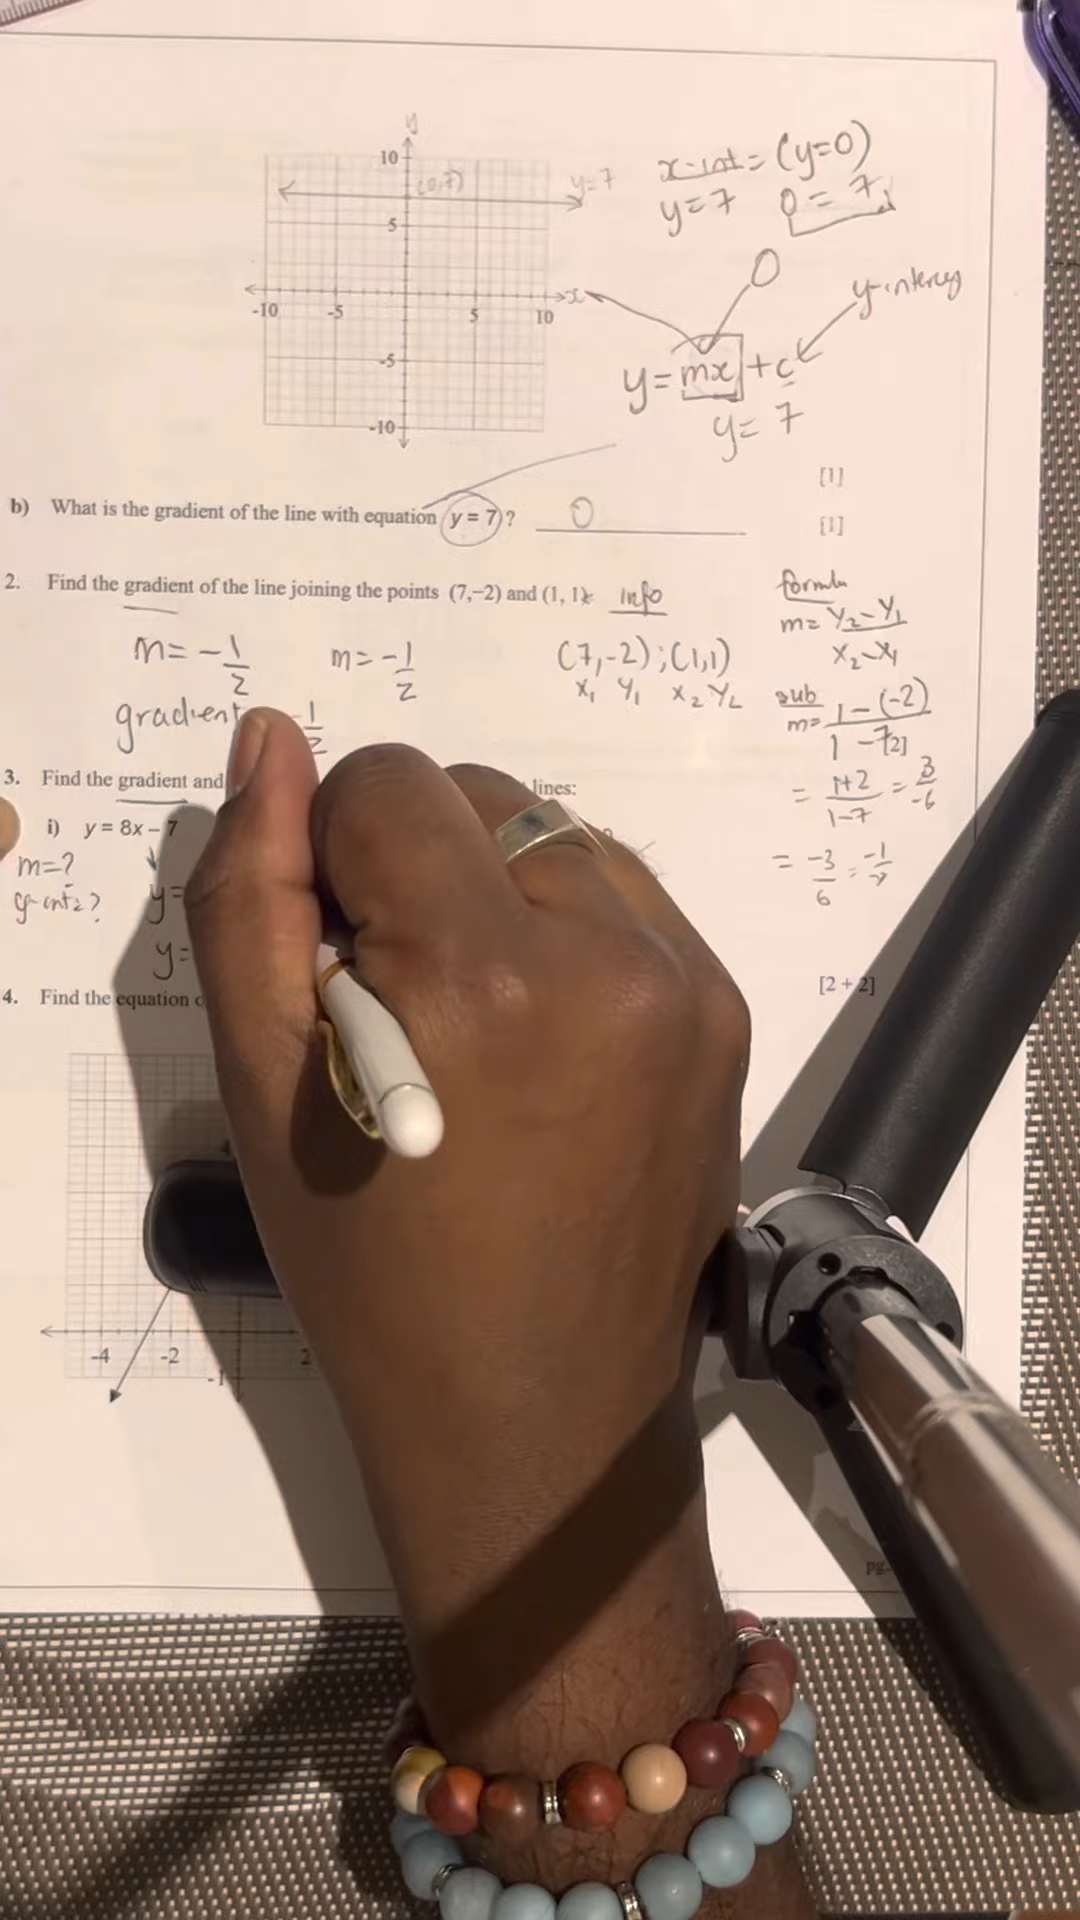 y
10
(0,7)
y=7
5
-10
-5
5
10
x
-5
-10
x-int= (y=0)
y=7 0=7
0
y=mx+c
y=7
[1]
b) What is the gradient of the line with equation y = 7? 0
[1]
2. Find the gradient of the line joining the points (7,−2) and (1, 1). info
formula
m= Y2-Y1 / X2-X1
m= -1/2 m= -1/2 (7,-2);(1,1)
X1 Y1 X2 Y2
sub
m= 1-(-2) / 1-7
[2]
gradient 1/2
3. Find the gradient and lines:
= 1+2 / 1-7 = 3/-6
i) y = 8x – 7
m=?
= -3/6 =
y-int=?
y=
y=
[2 + 2]
4. Find the equation
-4
-2
2
-1